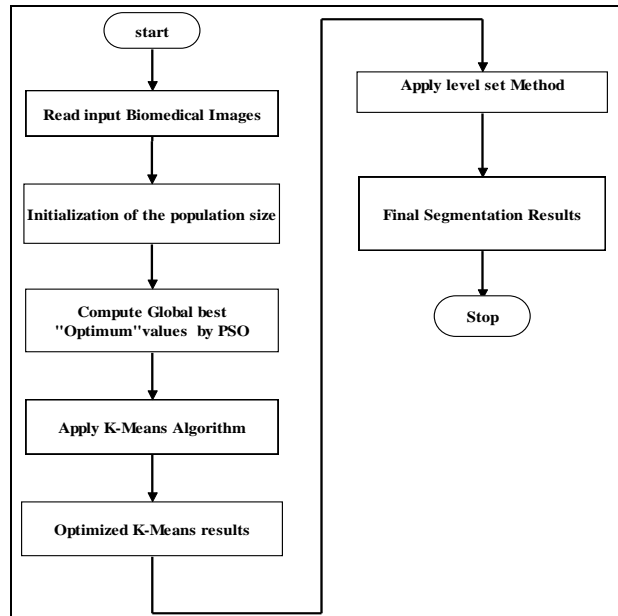 start
Read input Biomedical Images
Initialization of the population size
Compute Global best
"Optimum"values by PSO
Apply K-Means Algorithm
Optimized K-Means results
Apply level set Method
Final Segmentation Results
Stop